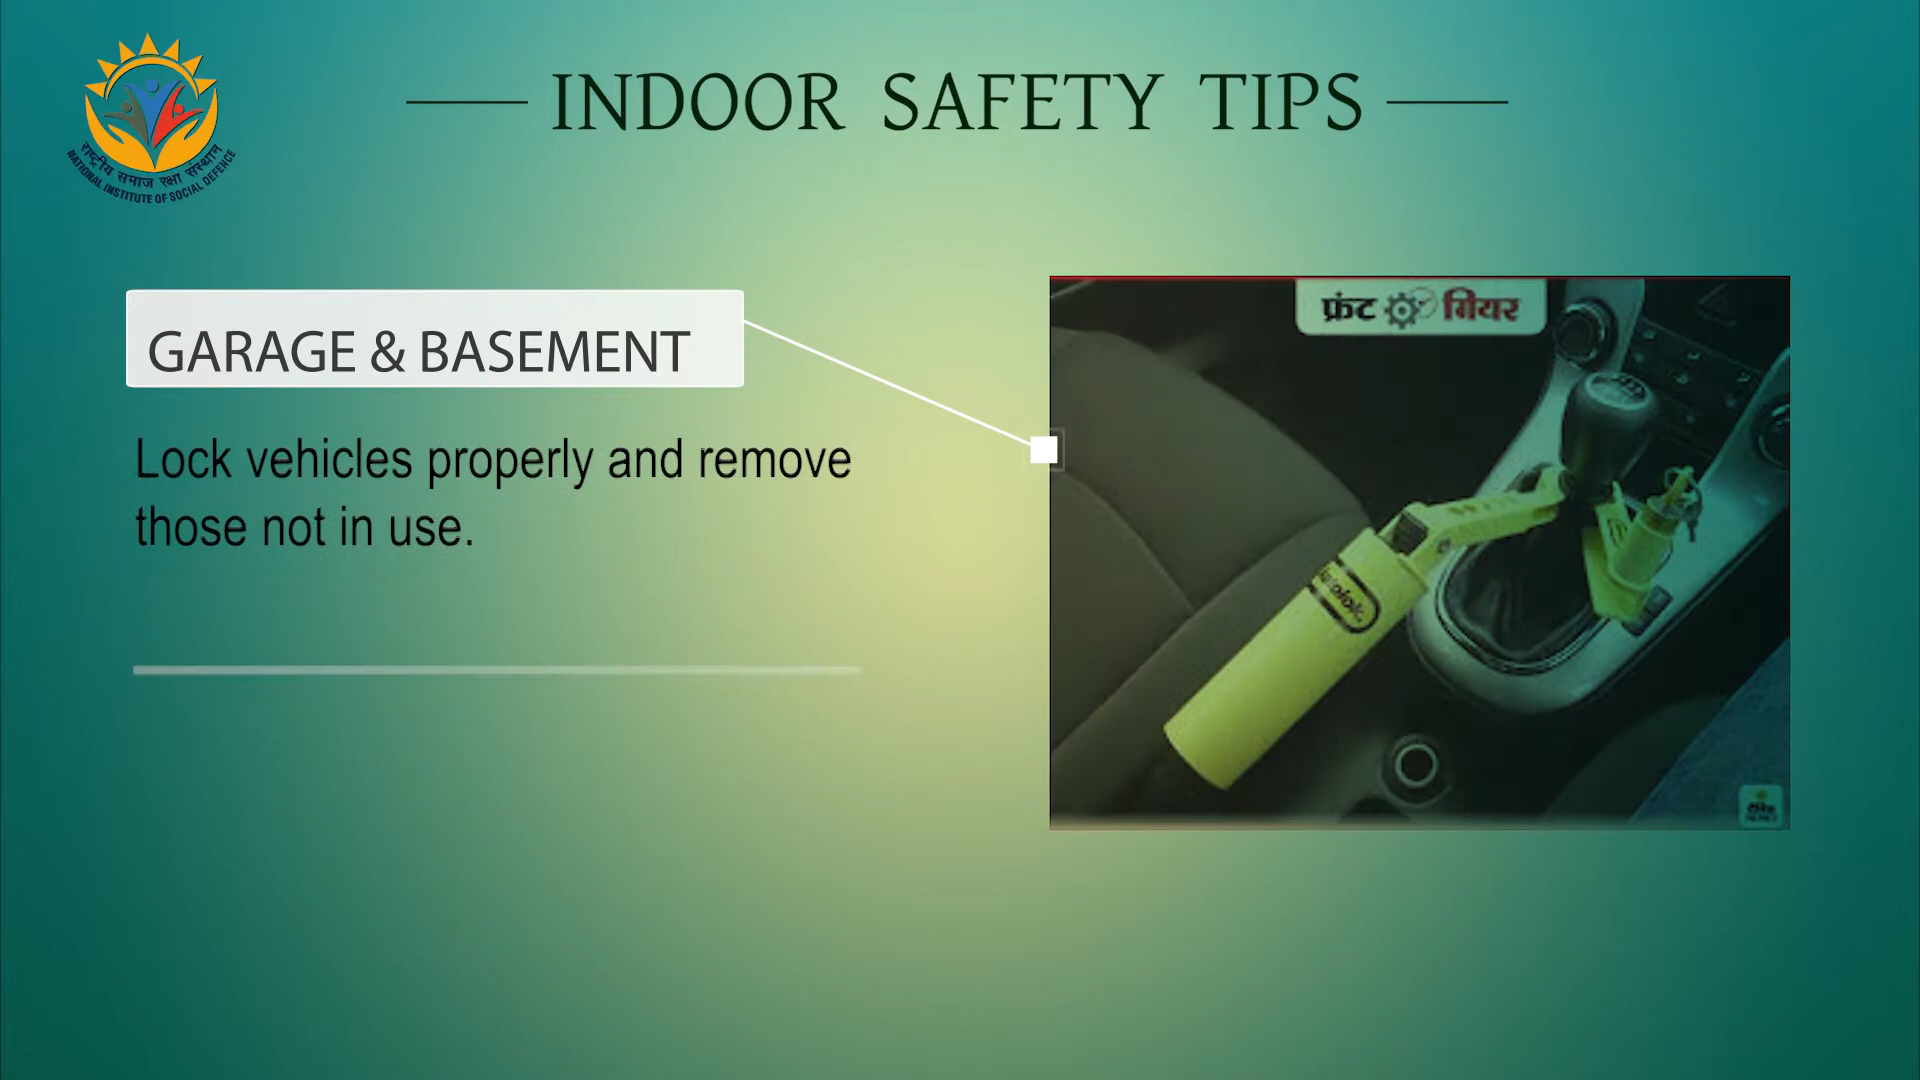 INDOOR SAFETY TIPS
राष्ट्रीय समाज रक्षा संस्थान
NATIONAL INSTITUTE OF SOCIAL DEFENCE
GARAGE & BASEMENT
Lock vehicles properly and remove
those not in use.
फ्रंट गियर